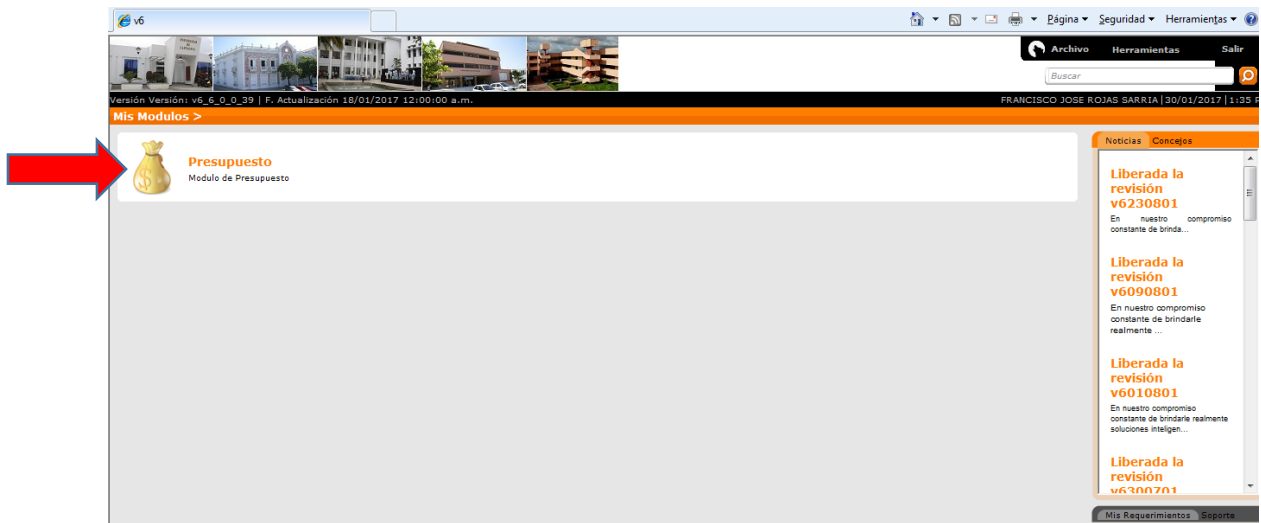 v6
Página
Seguridad
Herramientas
Archivo
Herramientas
Salir
Buscar
Versión Versión: v6_6_0_0_39 | F. Actualización 18/01/2017 12:00:00 a.m.
FRANCISCO JOSE ROJAS SARRIA | 30/01/2017 | 1:35
Mis Modulos >
Presupuesto
Modulo de Presupuesto
Noticias Concejos
Liberada la
revisión
v6230801
En nuestro compromiso
constante de brinda...
Liberada la
revisión
v6090801
En nuestro compromiso
constante de brindarle
realmente ...
Liberada la
revisión
v6010801
En nuestro compromiso
constante de brindarle realmente
soluciones inteligen...
Liberada la
revisión
v6300701
Mis Requerimientos Soporte